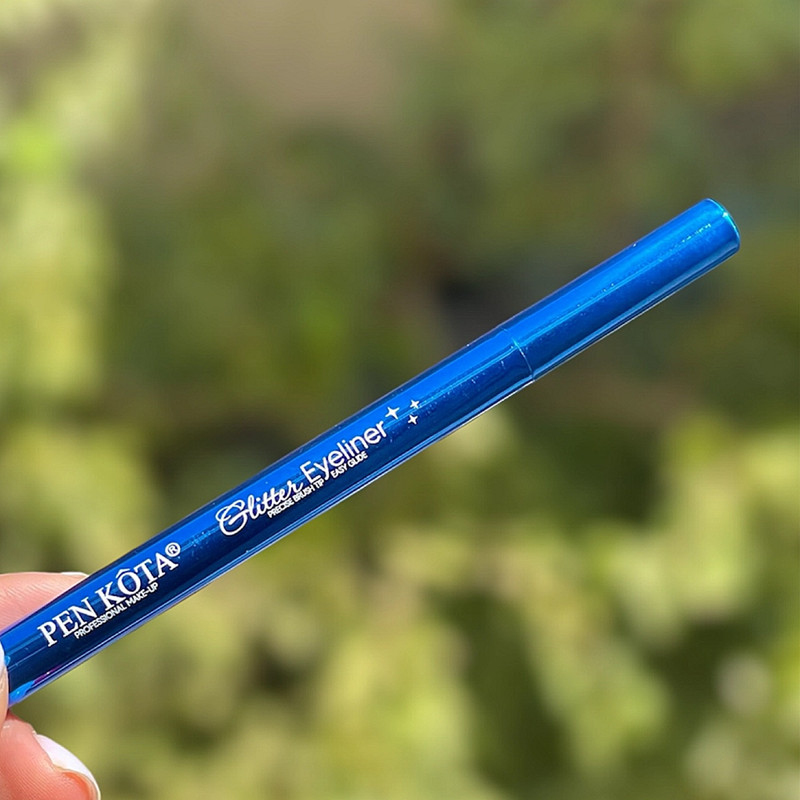 PEN KÔTA®
PROFESSIONAL MAKE-UP
Glitter Eyeliner
PRECISE BRUSH TIP - EASY GLIDE